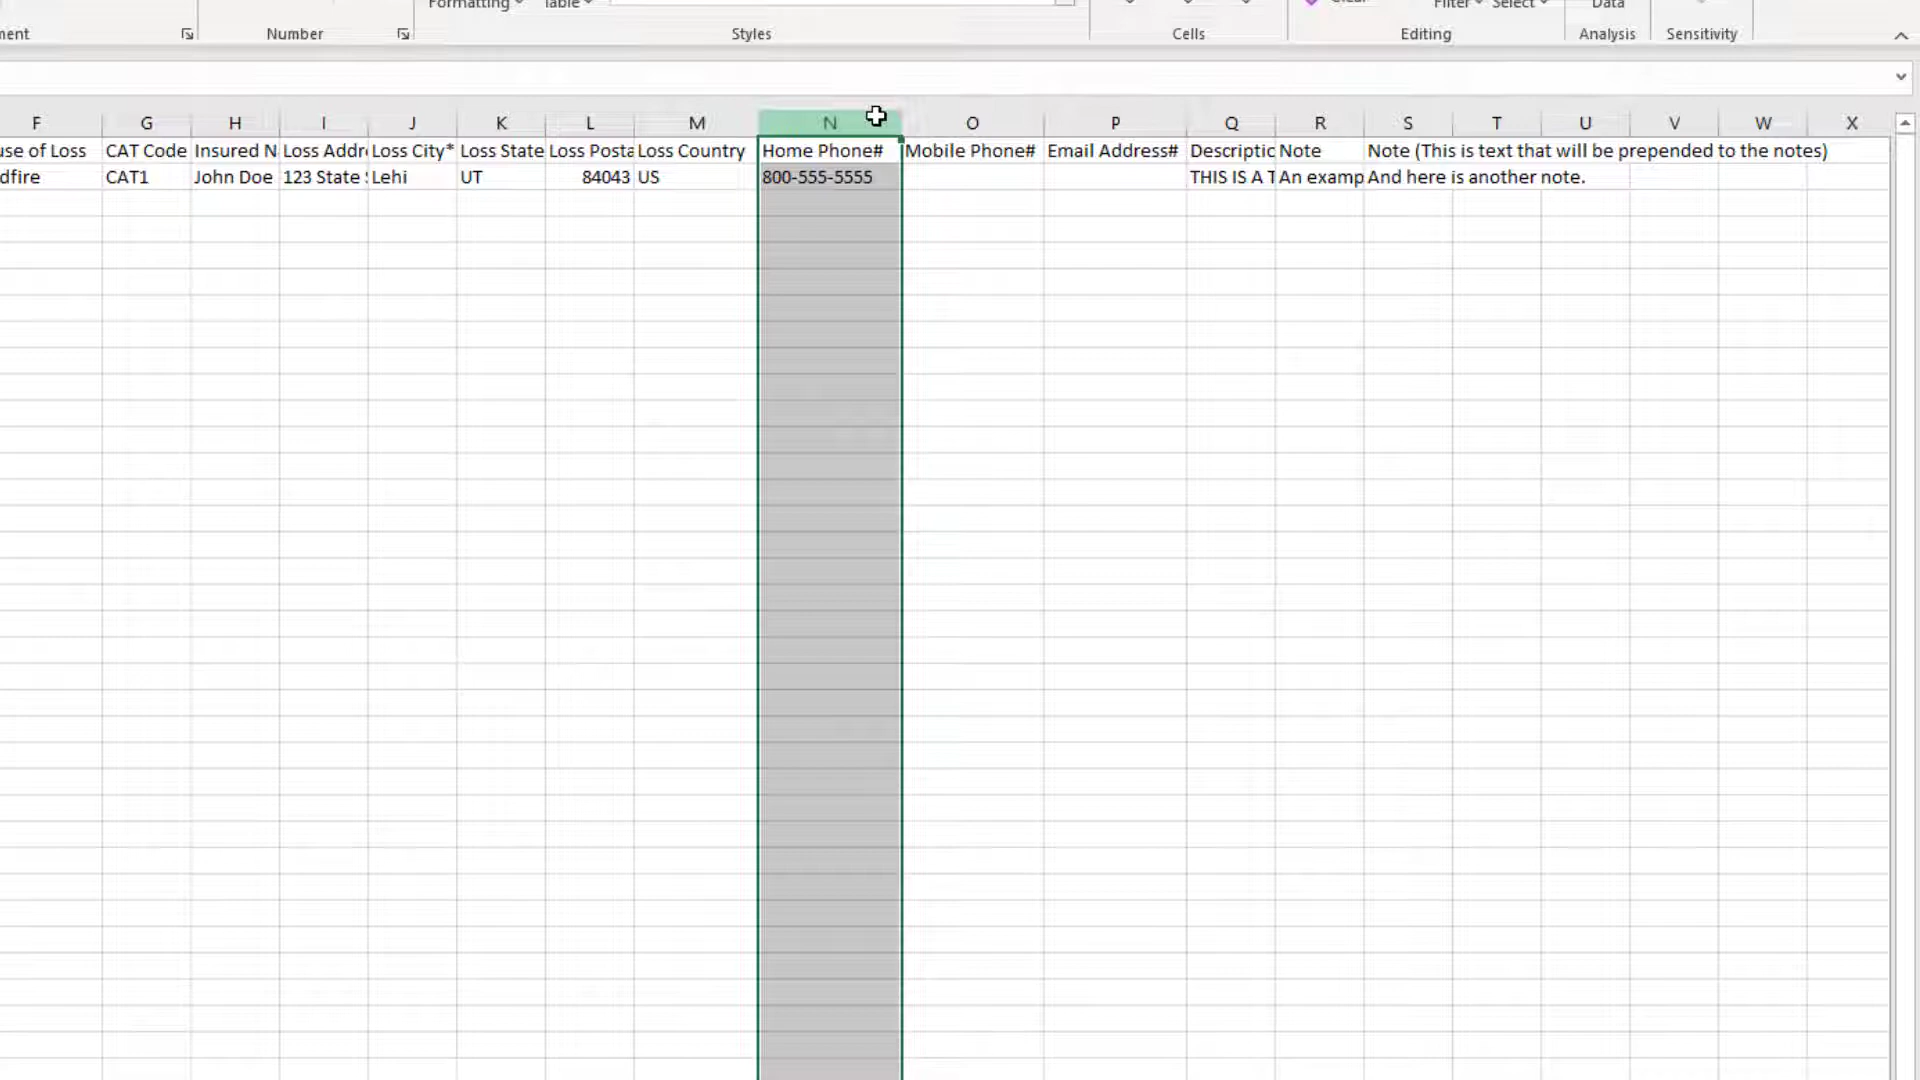 Formatting Table Filter Select Data
ment Number Styles Cells Editing Analysis Sensitivity
F G H I J K L M N O P Q R S T U V W X
use of Loss CAT Code Insured N Loss Addr Loss City* Loss State Loss Posta Loss Country Home Phone# Mobile Phone# Email Address# Descriptic Note Note (This is text that will be prepended to the notes)
dfire CAT1 John Doe 123 State Lehi UT 84043 US 800-555-5555 THIS IS A T An examp And here is another note.